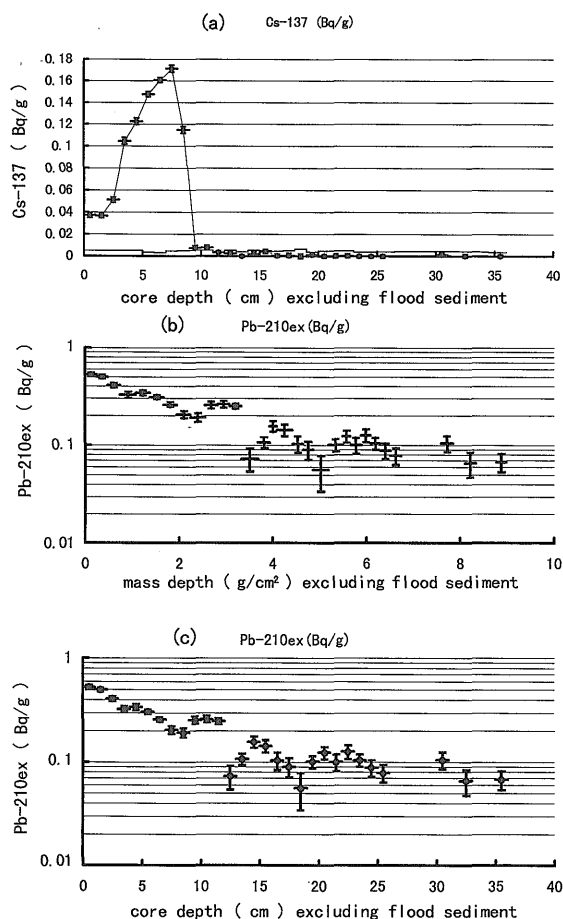 (a) Cs-137 (Bq/g)
Cs-137 ( Bq/g)
0.18
0.16
0.14
0.12
0.1
0.08
0.06
0.04
0.02
0
0 5 10 15 20 25 30 35 40
core depth ( cm ) excluding flood sediment
(b) Pb-210ex(Bq/g)
Pb-210ex ( Bq/g)
1
0.1
0.01
0 2 4 6 8 10
mass depth ( g/cm²) excluding flood sediment
(c) Pb-210ex(Bq/g)
Pb-210ex ( Bq/g)
1
0.1
0.01
0 5 10 15 20 25 30 35 40
core depth ( cm ) excluding flood sediment